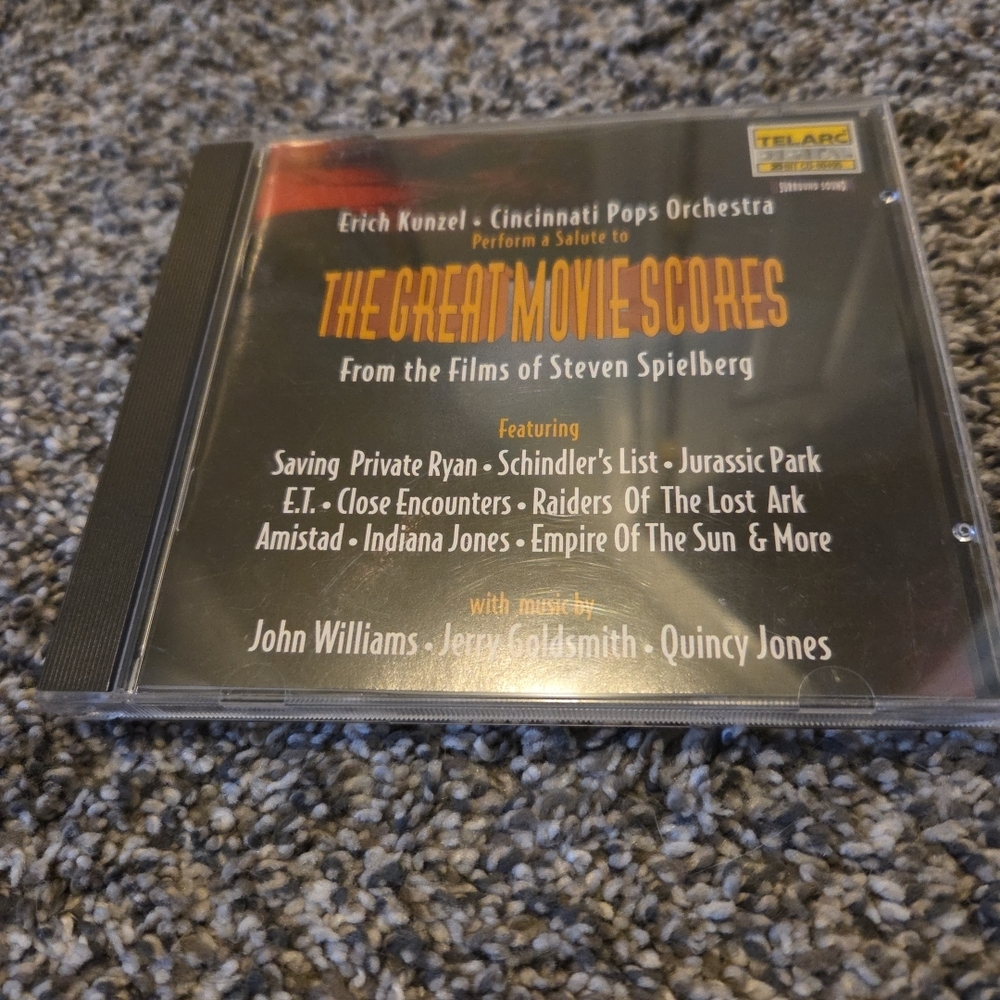 TELARC
DIGITAL
SURROUND SOUND
Erich Kunzel • Cincinnati Pops Orchestra
Perform a Salute to
THE GREAT MOVIE SCORES
From the Films of Steven Spielberg
Featuring
Saving Private Ryan • Schindler's List • Jurassic Park
E.T. • Close Encounters • Raiders Of The Lost Ark
Amistad • Indiana Jones • Empire Of The Sun & More
with music by
John Williams • Jerry Goldsmith • Quincy Jones